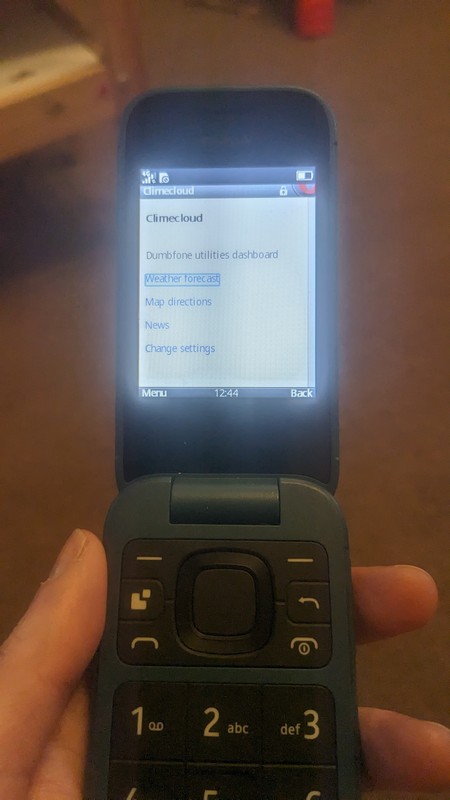 4G
Climecloud
Climecloud
Dumbfone utilities dashboard
Weather forecast
Map directions
News
Change settings
Menu 12:44 Back
1 2 abc def 3